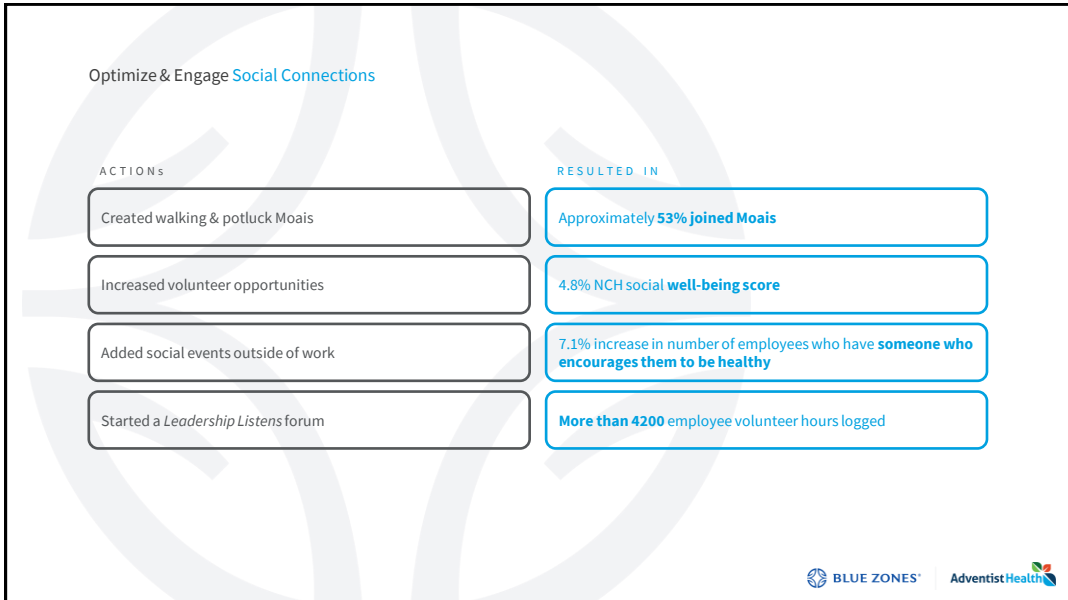 Optimize & Engage Social Connections
ACTIONs
RESULTED IN
Created walking & potluck Moais
Approximately 53% joined Moais
Increased volunteer opportunities
4.8% NCH social well-being score
Added social events outside of work
7.1% increase in number of employees who have someone who
encourages them to be healthy
Started a Leadership Listens forum
More than 4200 employee volunteer hours logged
BLUE ZONES®
Adventist Health